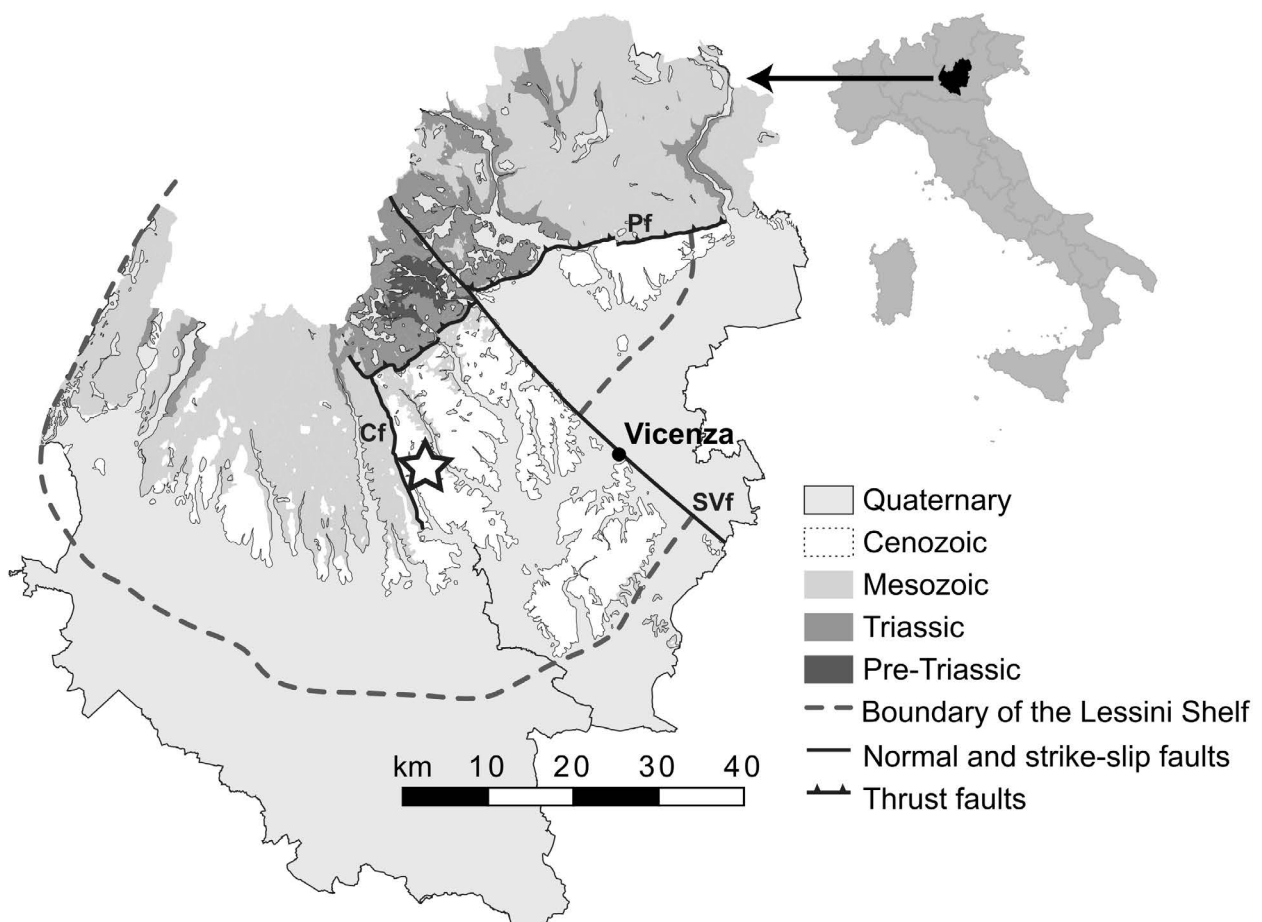 Pf
Cf
Vicenza
SVf
Quaternary
Cenozoic
Mesozoic
Triassic
Pre-Triassic
Boundary of the Lessini Shelf
Normal and strike-slip faults
Thrust faults
km 10 20 30 40